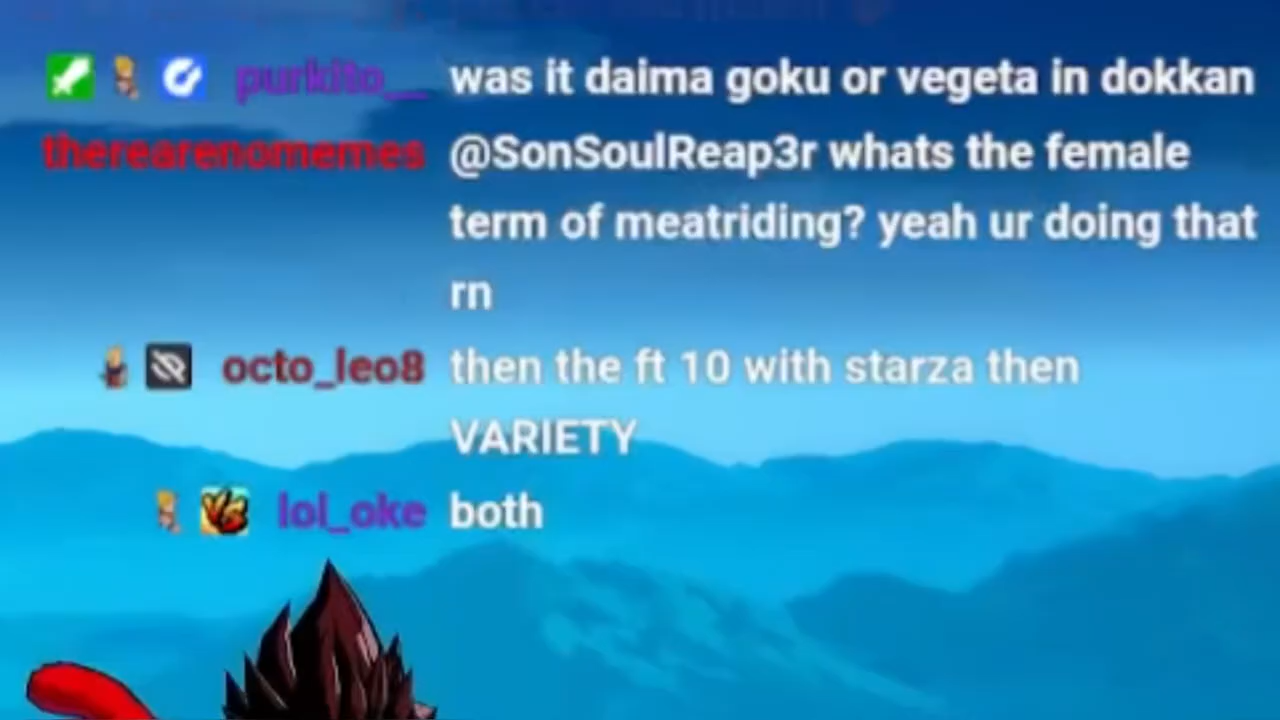 purkito__ was it daima goku or vegeta in dokkan
therearenomemes @SonSoulReap3r whats the female
term of meatriding? yeah ur doing that
rn
octo_leo8 then the ft 10 with starza then
VARIETY
lol_oke both